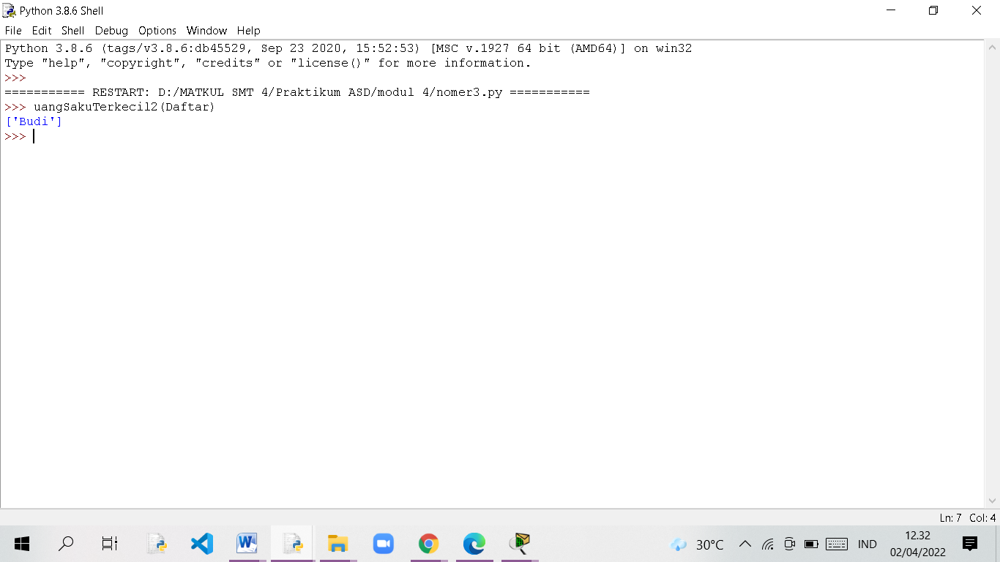 Python 3.8.6 Shell
File Edit Shell Debug Options Window Help
Python 3.8.6 (tags/v3.8.6:db45529, Sep 23 2020, 15:52:53) [MSC v.1927 64 bit (AMD64)] on win32
Type "help", "copyright", "credits" or "license()" for more information.
>>>
=========== RESTART: D:/MATKUL SMT 4/Praktikum ASD/modul 4/nomer3.py ===========
>>> uangSakuTerkecil2(Daftar)
['Budi']
>>>
Ln: 7 Col: 4
30°C IND 12.32
02/04/2022